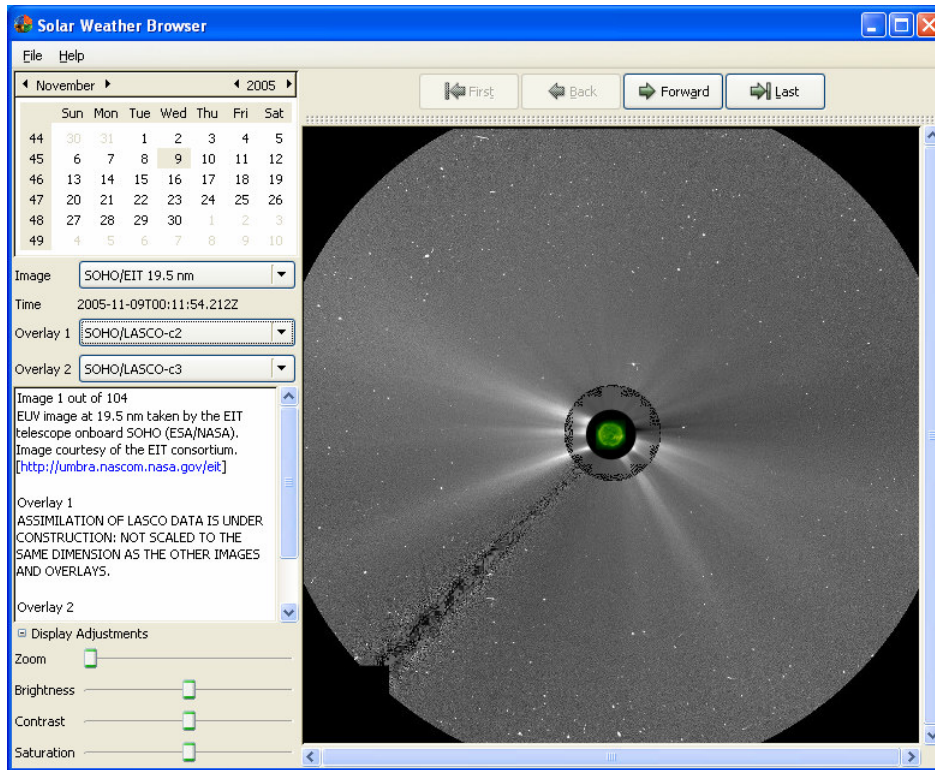 Solar Weather Browser
File Help
November 2005
First Back Forward Last
Sun Mon Tue Wed Thu Fri Sat
44 30 31 1 2 3 4 5
45 6 7 8 9 10 11 12
46 13 14 15 16 17 18 19
47 20 21 22 23 24 25 26
48 27 28 29 30 1 2 3
49 4 5 6 7 8 9 10
Image SOHO/EIT 19.5 nm
Time 2005-11-09T00:11:54.212Z
Overlay 1 SOHO/LASCO-c2
Overlay 2 SOHO/LASCO-c3
Image 1 out of 104
EUV image at 19.5 nm taken by the EIT
telescope onboard SOHO (ESA/NASA).
Image courtesy of the EIT consortium.
[http://umbra.nascom.nasa.gov/eit]
Overlay 1
ASSIMILATION OF LASCO DATA IS UNDER
CONSTRUCTION: NOT SCALED TO THE
SAME DIMENSION AS THE OTHER IMAGES
AND OVERLAYS.
Overlay 2
Display Adjustments
Zoom
Brightness
Contrast
Saturation